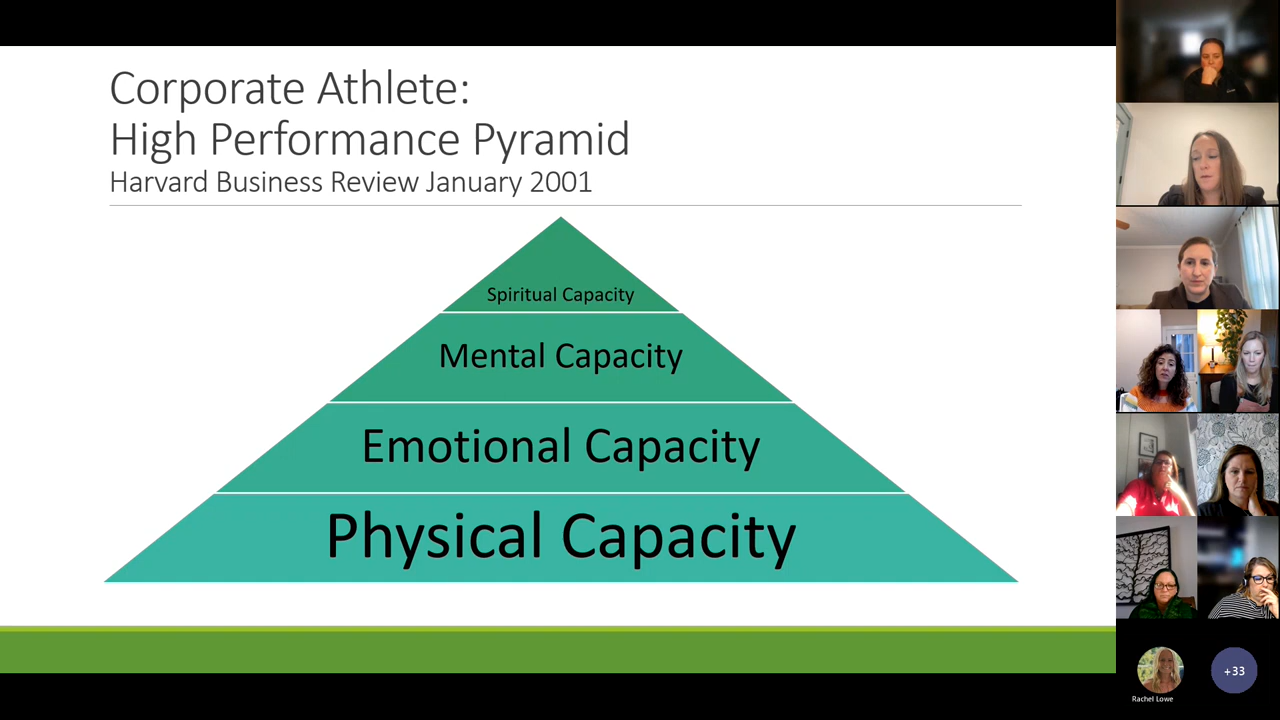 Corporate Athlete:
High Performance Pyramid
Harvard Business Review January 2001
Spiritual Capacity
Mental Capacity
Emotional Capacity
Physical Capacity
Rachel Lowe
+33